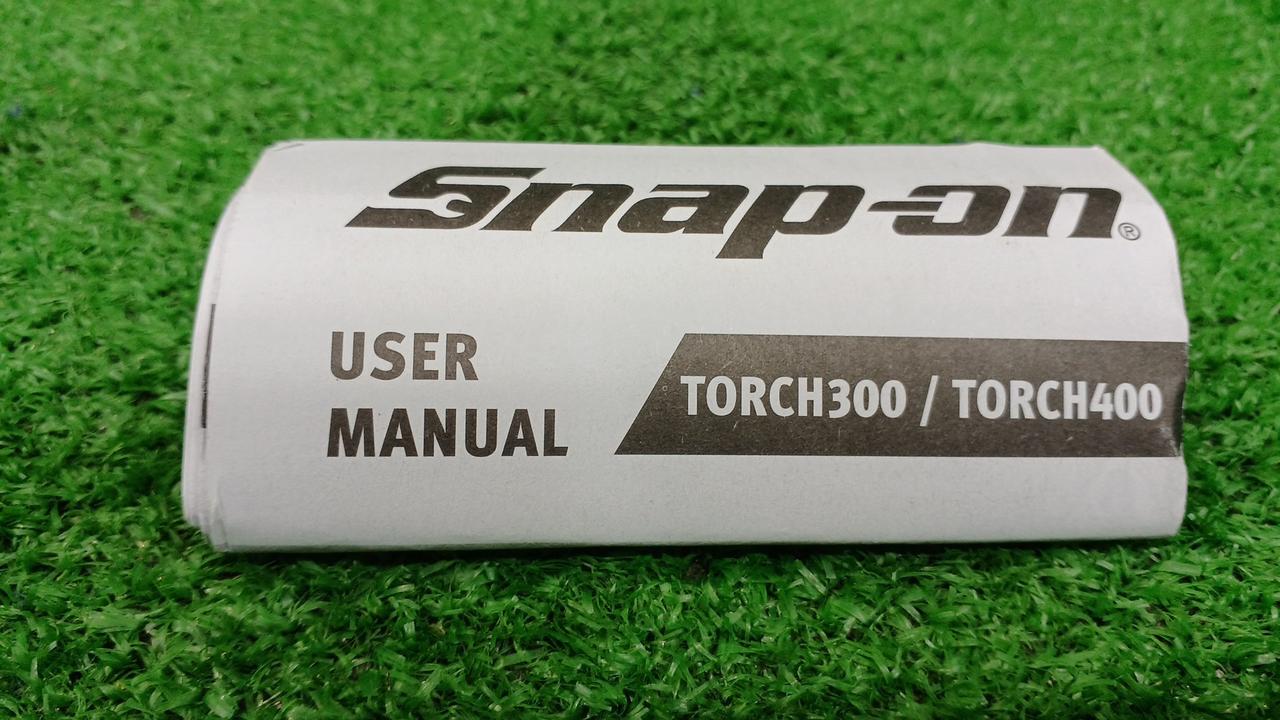 Snap-on®
USER
MANUAL
TORCH300 / TORCH400